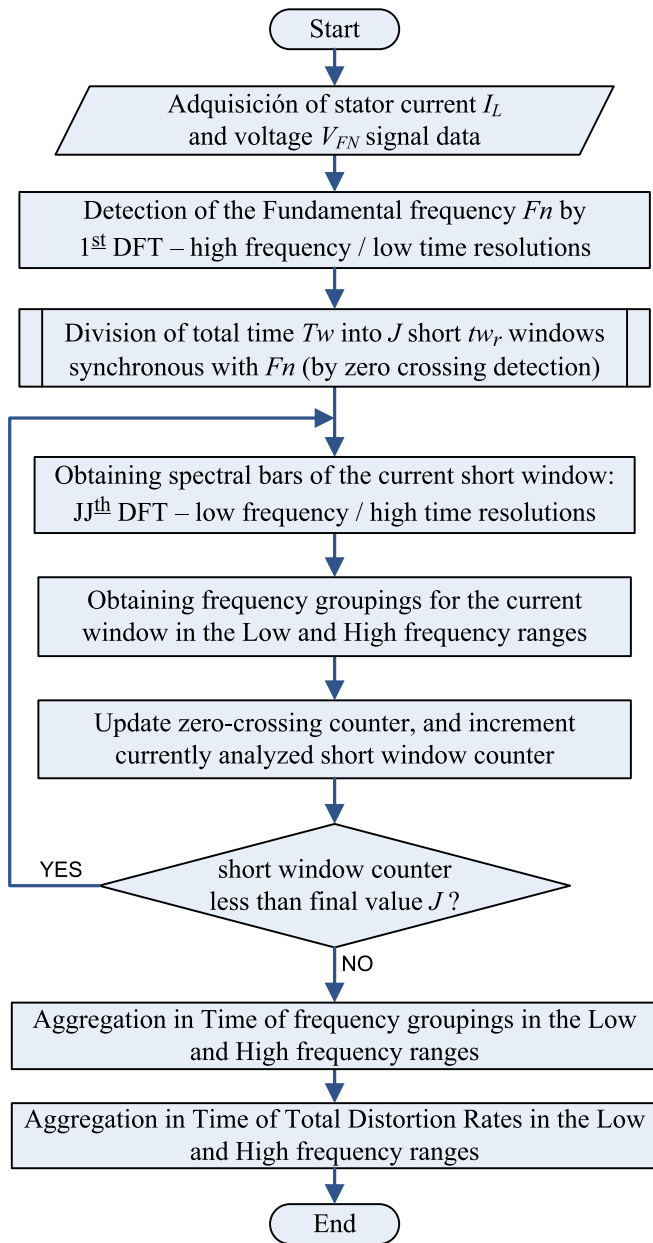 Start
Adquisición of stator current I_L
and voltage V_FN signal data
Detection of the Fundamental frequency Fn by
1st DFT – high frequency / low time resolutions
Division of total time Tw into J short tw_r windows
synchronous with Fn (by zero crossing detection)
Obtaining spectral bars of the current short window:
JJth DFT – low frequency / high time resolutions
Obtaining frequency groupings for the current
window in the Low and High frequency ranges
Update zero-crossing counter, and increment
currently analyzed short window counter
YES
short window counter
less than final value J ?
NO
Aggregation in Time of frequency groupings in the Low
and High frequency ranges
Aggregation in Time of Total Distortion Rates in the Low
and High frequency ranges
End